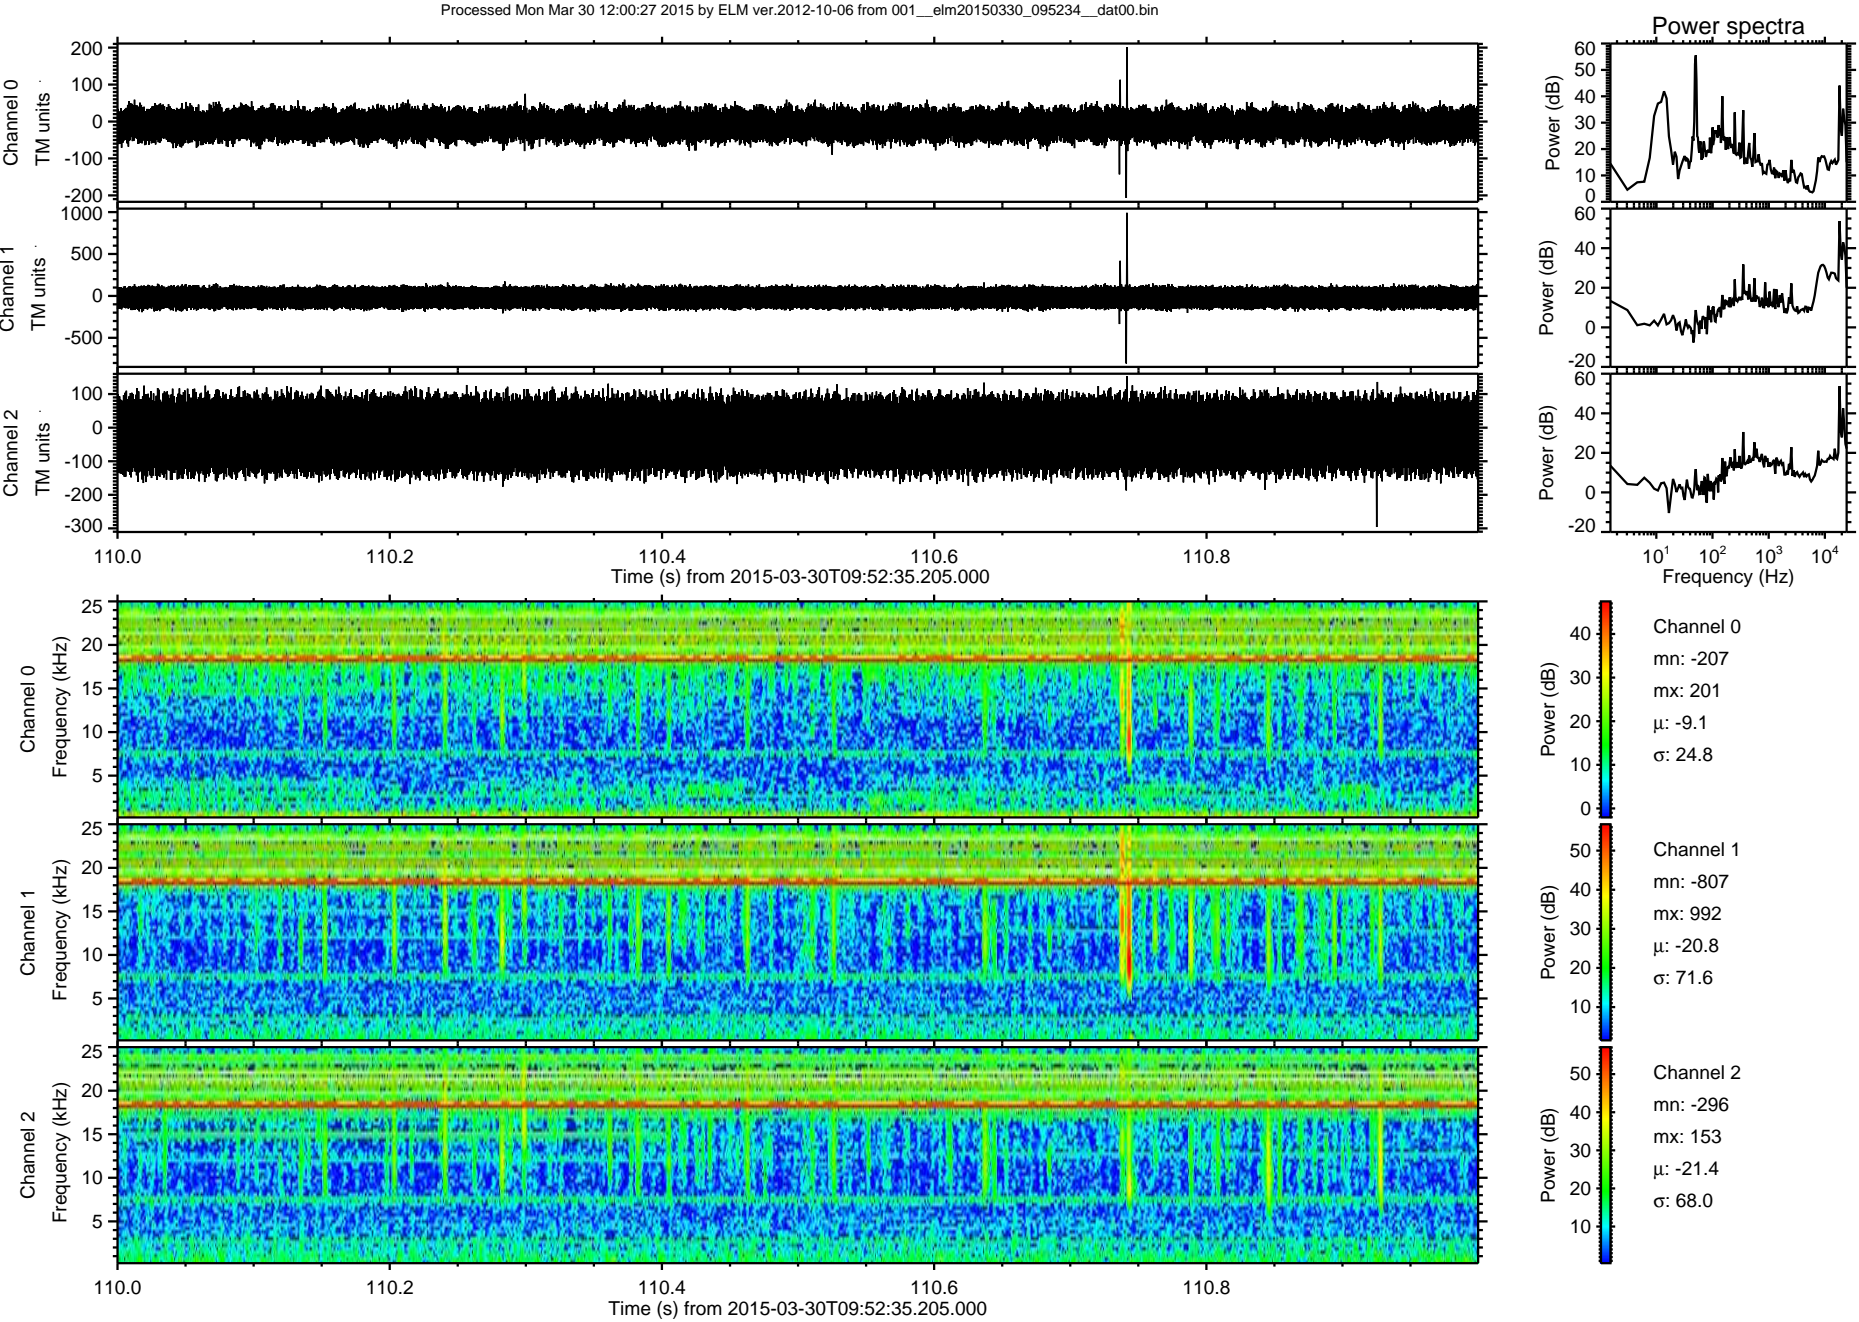 Processed Mon Mar 30 12:00:27 2015 by ELM ver.2012-10-06 from 001__elm20150330_095234__dat00.bin
Power spectra
Channel 0
TM units
200
100
0
-100
-200
Power (dB)
60
50
40
30
20
10
0
Channel 1
TM units
1000
500
0
-500
Power (dB)
60
40
20
0
-20
Channel 2
TM units
100
0
-100
-200
-300
Power (dB)
60
40
20
0
-20
110.0 110.2 110.4 110.6 110.8
Time (s) from 2015-03-30T09:52:35.205.000
10^1 10^2 10^3 10^4
Frequency (Hz)
Channel 0
Frequency (kHz)
25
20
15
10
5
Power (dB)
40
30
20
10
0
Channel 0
mn: -207
mx: 201
µ: -9.1
σ: 24.8
Channel 1
Frequency (kHz)
25
20
15
10
5
Power (dB)
50
40
30
20
10
Channel 1
mn: -807
mx: 992
µ: -20.8
σ: 71.6
Channel 2
Frequency (kHz)
25
20
15
10
5
Power (dB)
50
40
30
20
10
Channel 2
mn: -296
mx: 153
µ: -21.4
σ: 68.0
110.0 110.2 110.4 110.6 110.8
Time (s) from 2015-03-30T09:52:35.205.000